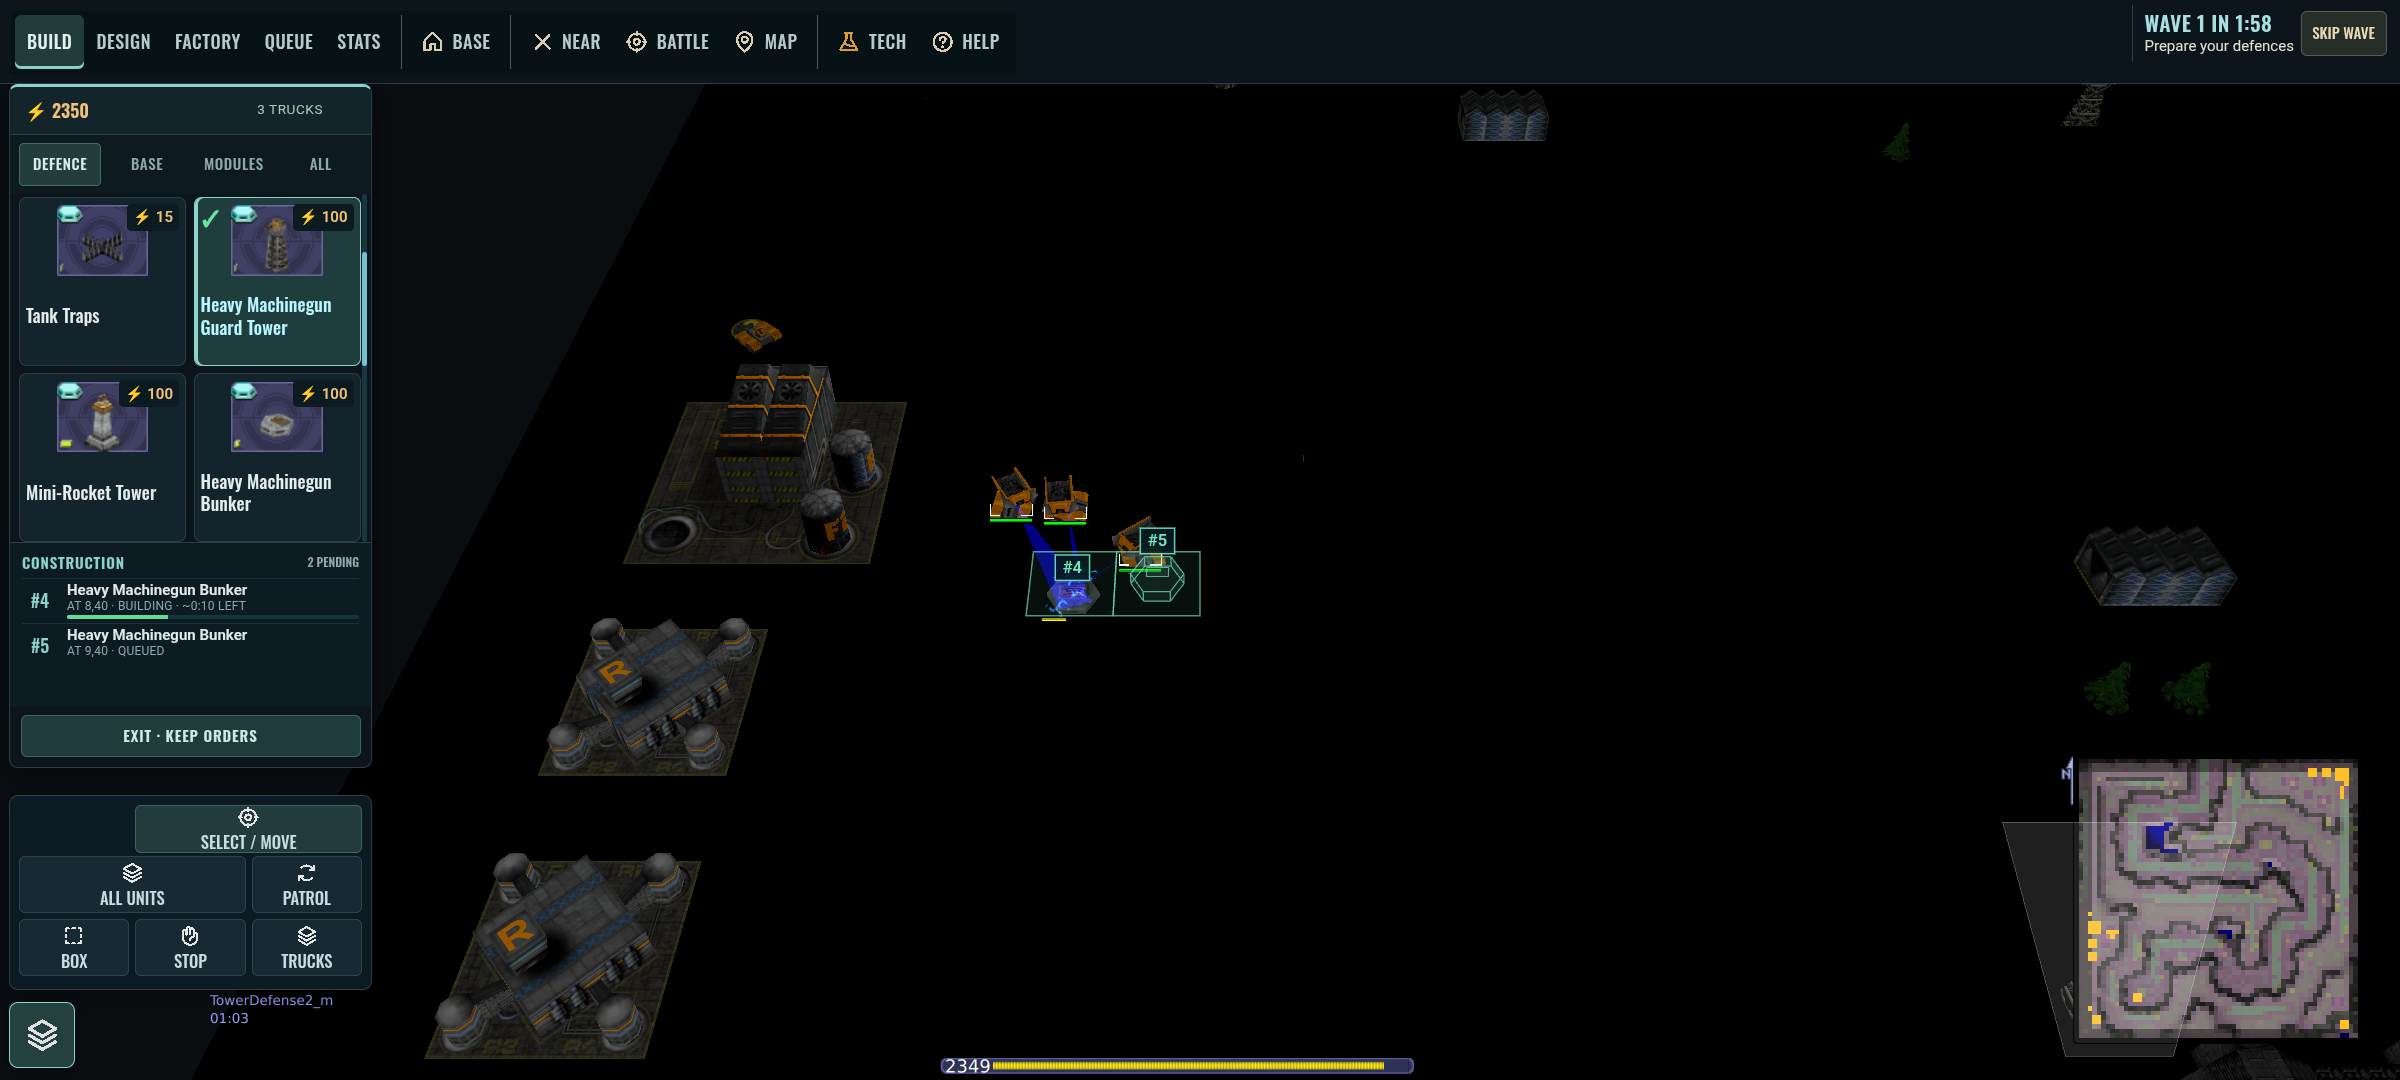 BUILD
DESIGN
FACTORY
QUEUE
STATS
BASE
NEAR
BATTLE
MAP
TECH
HELP
WAVE 1 IN 1:58
Prepare your defences
SKIP WAVE
2350
3 TRUCKS
DEFENCE
BASE
MODULES
ALL
15
Tank Traps
100
Heavy Machinegun
Guard Tower
100
Mini-Rocket Tower
100
Heavy Machinegun
Bunker
CONSTRUCTION
2 PENDING
#4
Heavy Machinegun Bunker
AT 8,40 · BUILDING · ~0:10 LEFT
#5
Heavy Machinegun Bunker
AT 9,40 · QUEUED
EXIT · KEEP ORDERS
SELECT / MOVE
ALL UNITS
PATROL
BOX
STOP
TRUCKS
TowerDefense2_m
01:03
#4
#5
R
R
N
2349